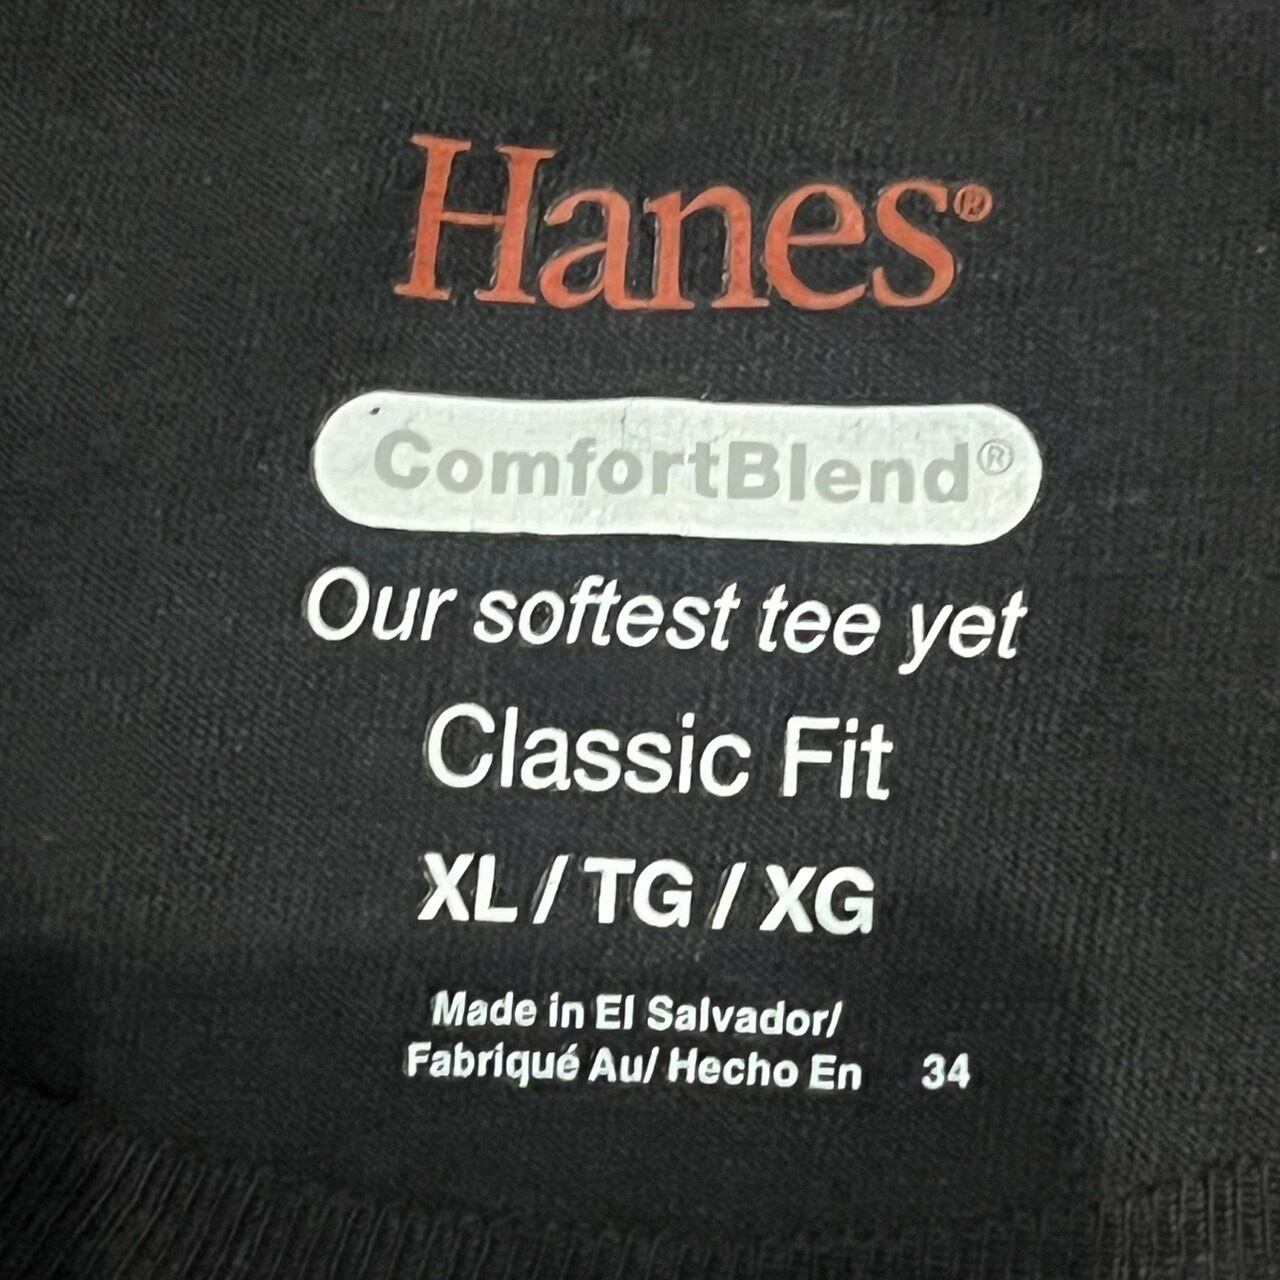 Hanes®
ComfortBlend®
Our softest tee yet
Classic Fit
XL / TG / XG
Made in El Salvador/
Fabriqué Au/ Hecho En 34